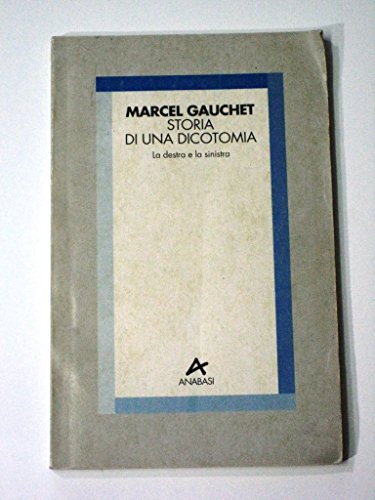 MARCEL GAUCHET
STORIA
DI UNA DICOTOMIA
La destra e la sinistra
ANABASI